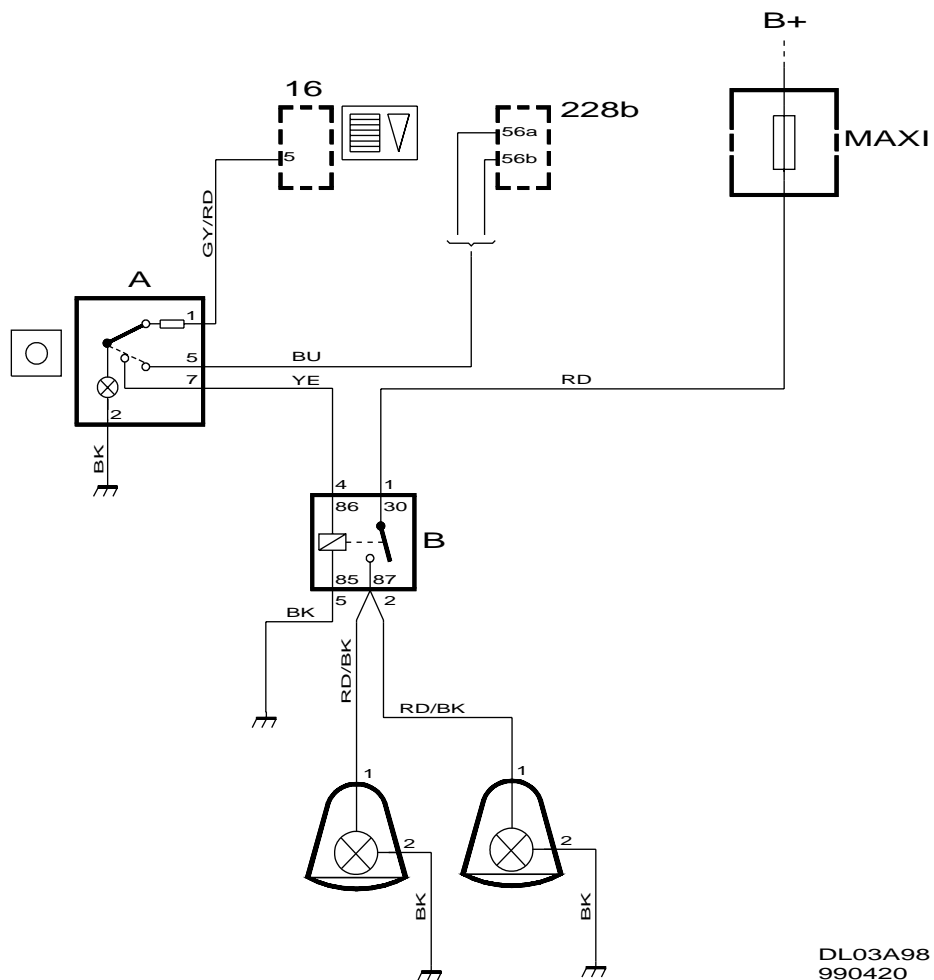 B+
16
228b
MAXI
5
56a
56b
GY/RD
A
1
5
BU
7
YE
RD
2
BK
4
1
86
30
B
85
87
5
2
BK
RD/BK
RD/BK
1
1
2
2
BK
BK
DL03A98
990420